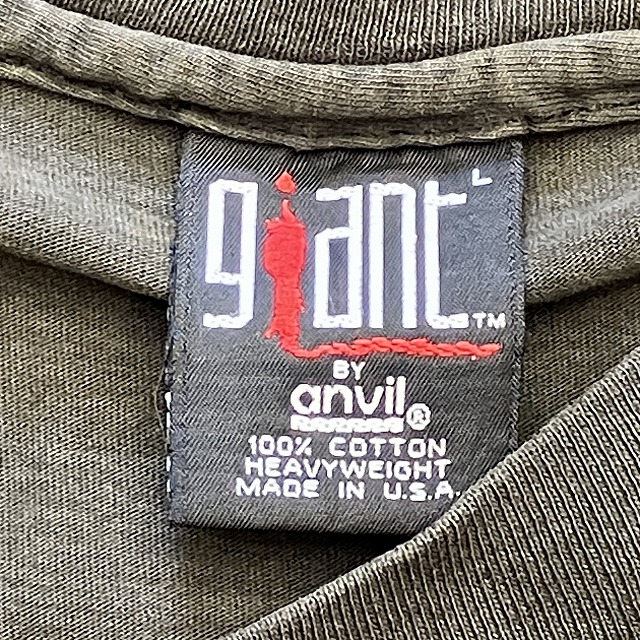 giant L
TM
BY
anvil ®
100% COTTON
HEAVYWEIGHT
MADE IN U.S.A.